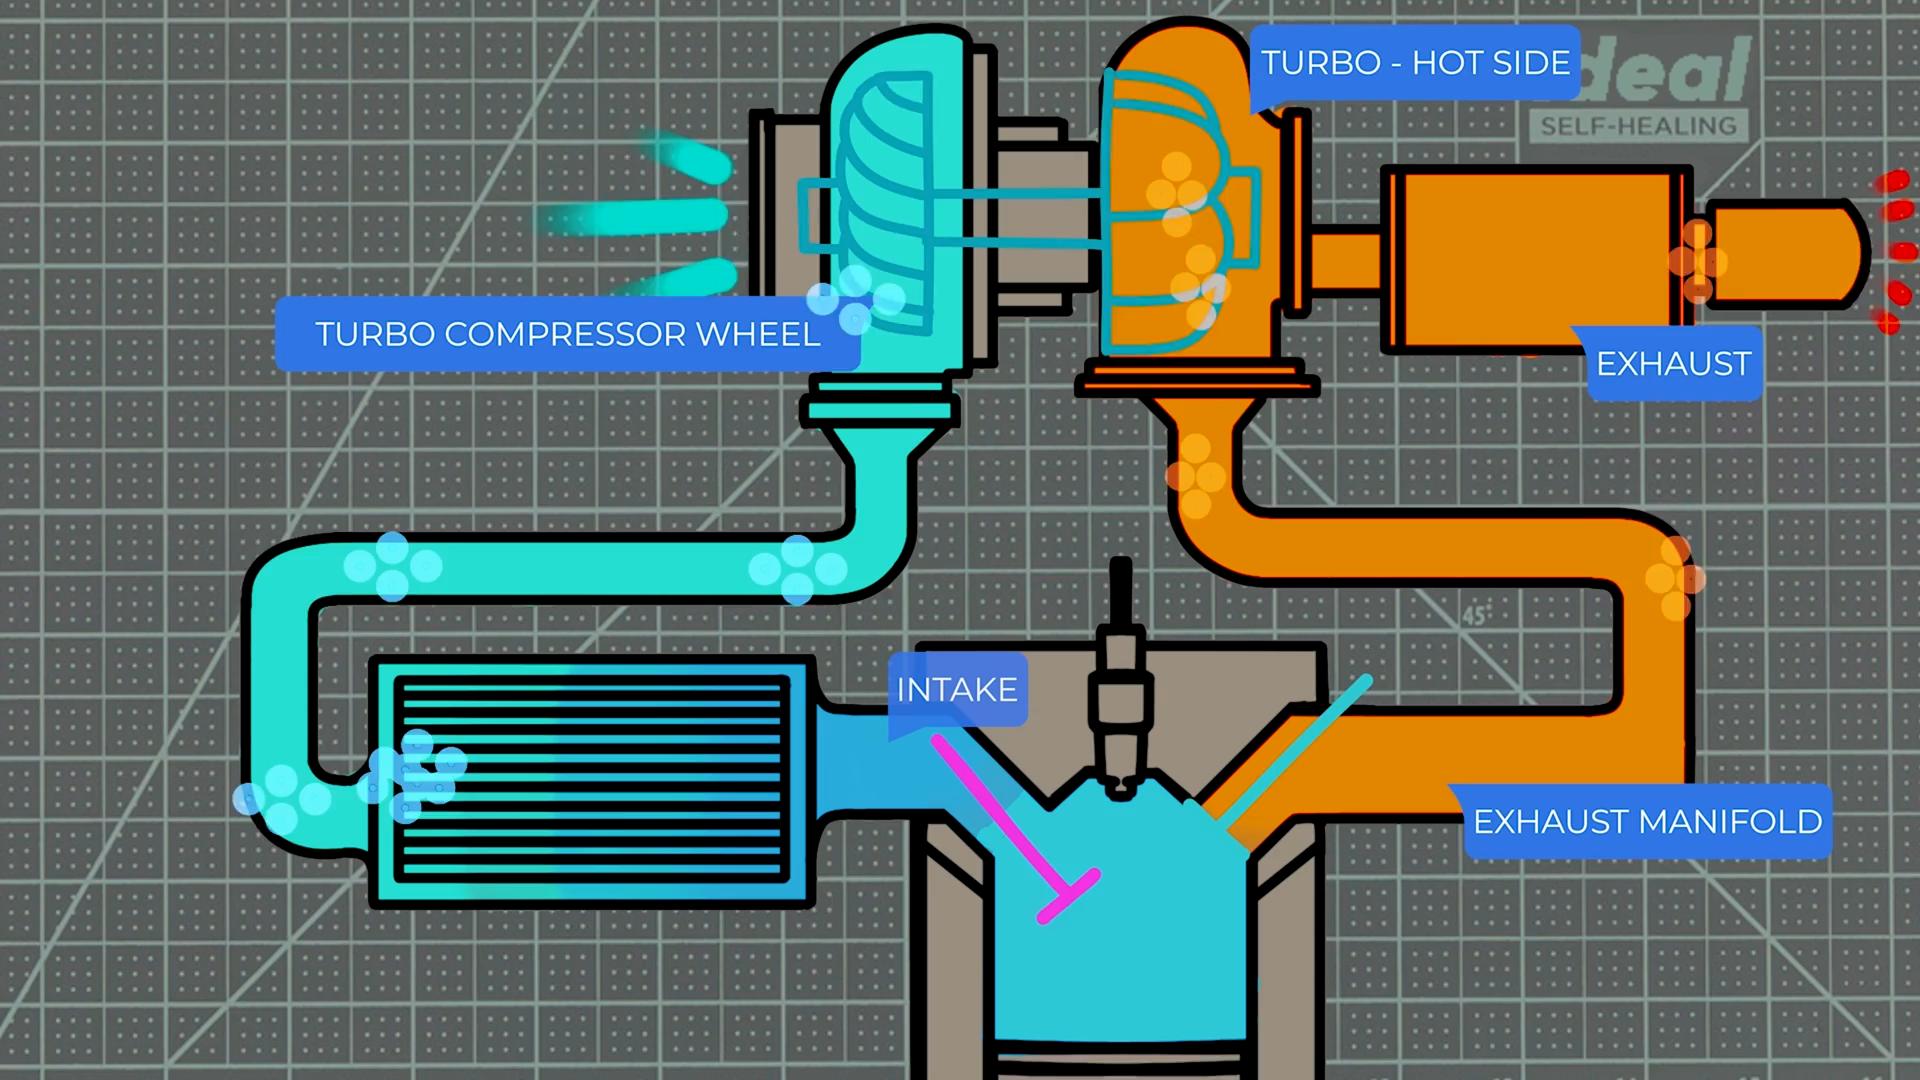 TURBO - HOT SIDE
deal
SELF-HEALING
TURBO COMPRESSOR WHEEL
EXHAUST
45°
INTAKE
EXHAUST MANIFOLD